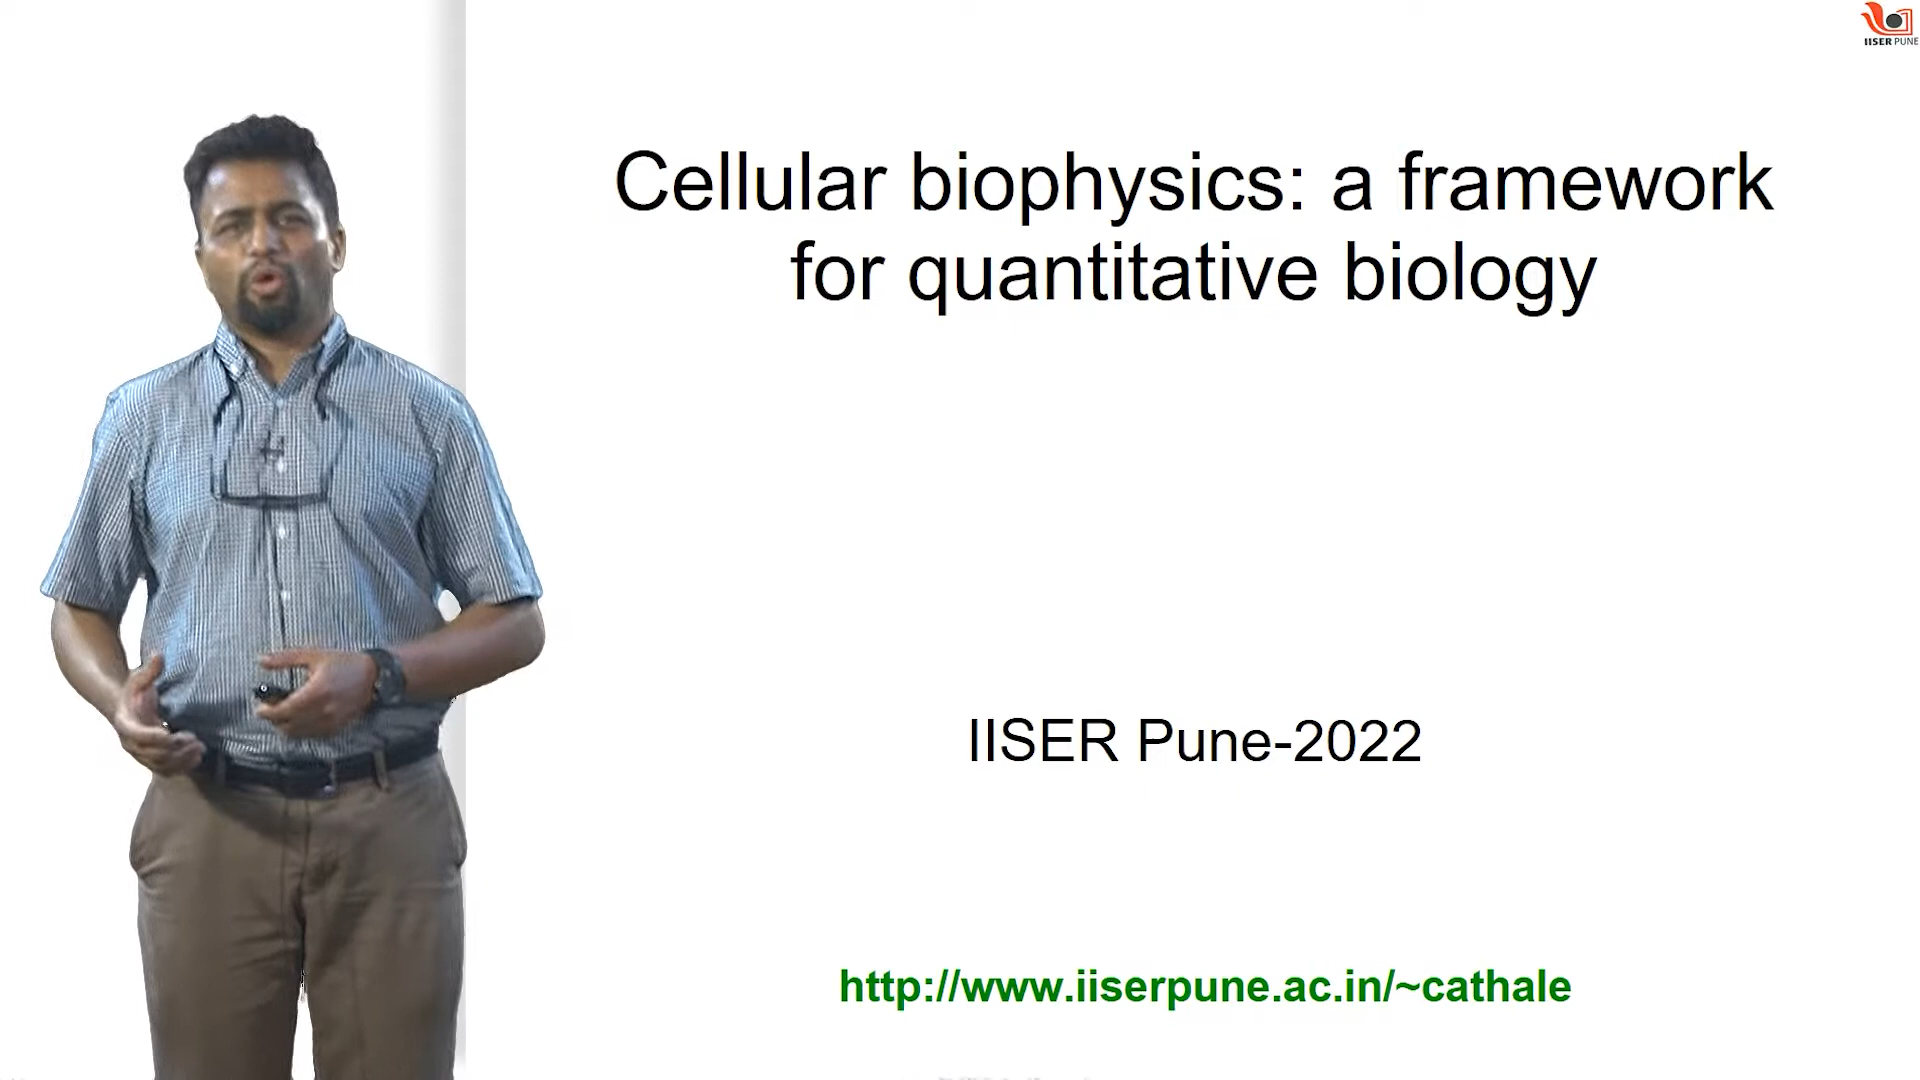 IISER PUNE
Cellular biophysics: a framework
for quantitative biology
IISER Pune-2022
http://www.iiserpune.ac.in/~cathale